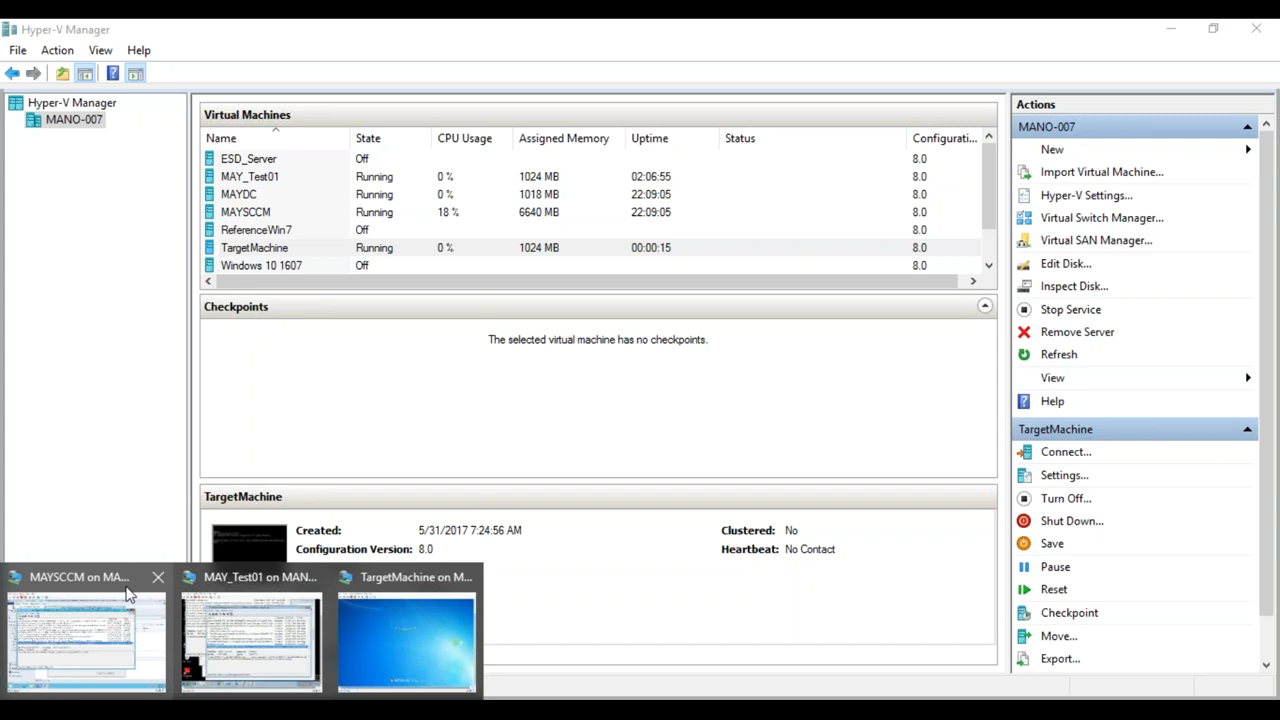 Hyper-V Manager
File Action View Help
Hyper-V Manager
MANO-007
Virtual Machines
Name State CPU Usage Assigned Memory Uptime Status Configurati...
ESD_Server Off 8.0
MAY_Test01 Running 0 % 1024 MB 02:06:55 8.0
MAYDC Running 0 % 1018 MB 22:09:05 8.0
MAYSCCM Running 18 % 6640 MB 22:09:05 8.0
ReferenceWin7 Off 8.0
TargetMachine Running 0 % 1024 MB 00:00:15 8.0
Windows 10 1607 Off 8.0
Checkpoints
The selected virtual machine has no checkpoints.
TargetMachine
Created: 5/31/2017 7:24:56 AM Clustered: No
Configuration Version: 8.0 Heartbeat: No Contact
MAYSCCM on MA...
MAY_Test01 on MAN...
TargetMachine on M...
Actions
MANO-007
New
Import Virtual Machine...
Hyper-V Settings...
Virtual Switch Manager...
Virtual SAN Manager...
Edit Disk...
Inspect Disk...
Stop Service
Remove Server
Refresh
View
Help
TargetMachine
Connect...
Settings...
Turn Off...
Shut Down...
Save
Pause
Reset
Checkpoint
Move...
Export...